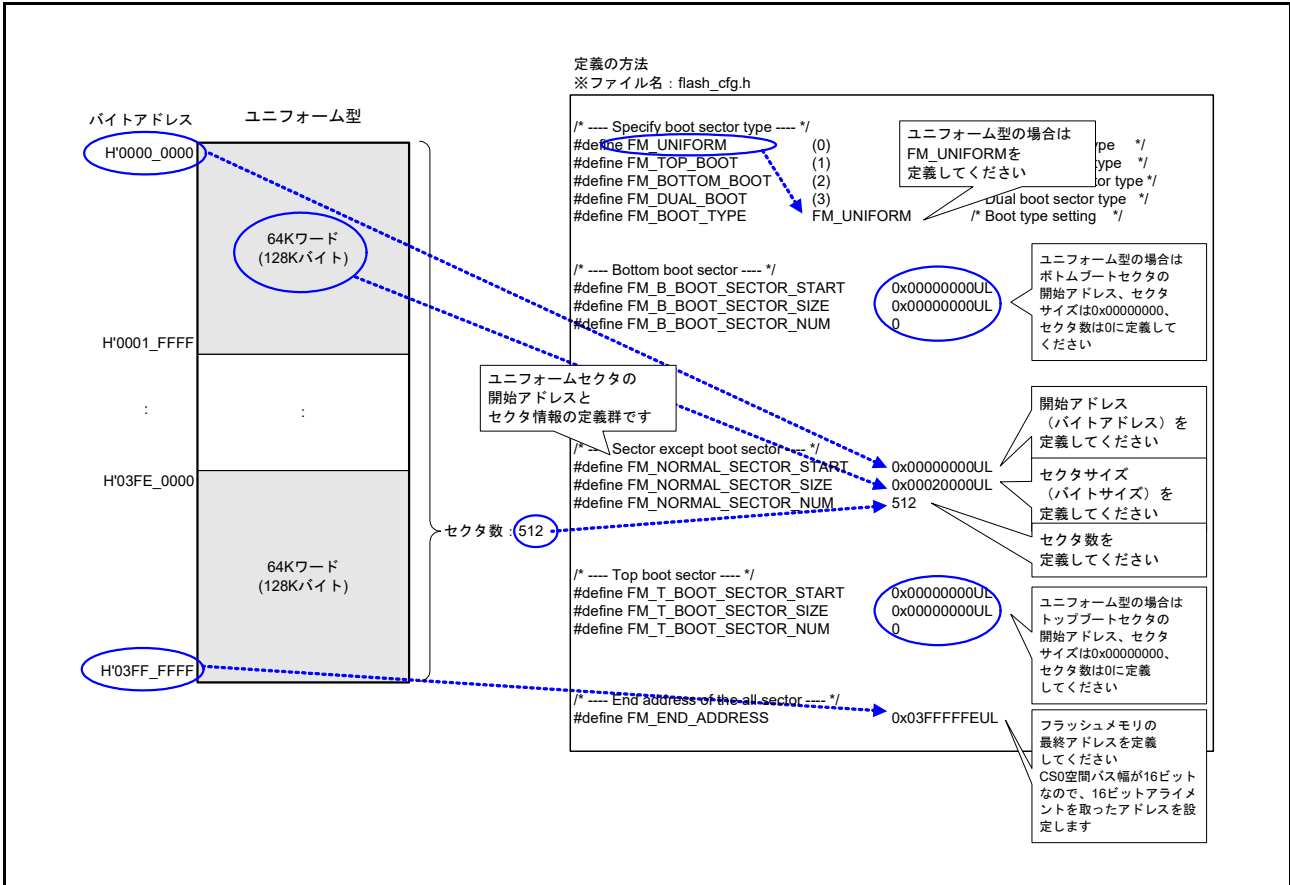 定義の方法
※ファイル名：flash_cfg.h
バイトアドレス
ユニフォーム型
H'0000_0000
64Kワード
(128Kバイト)
H'0001_FFFF
:
:
H'03FE_0000
64Kワード
(128Kバイト)
H'03FF_FFFF
セクタ数：512
/* ---- Specify boot sector type ---- */
#define FM_UNIFORM (0) ype */
#define FM_TOP_BOOT (1) type */
#define FM_BOTTOM_BOOT (2) tor type */
#define FM_DUAL_BOOT (3) Dual boot sector type */
#define FM_BOOT_TYPE FM_UNIFORM /* Boot type setting */
ユニフォーム型の場合は
FM_UNIFORMを
定義してください
/* ---- Bottom boot sector ---- */
#define FM_B_BOOT_SECTOR_START 0x00000000UL
#define FM_B_BOOT_SECTOR_SIZE 0x00000000UL
#define FM_B_BOOT_SECTOR_NUM 0
ユニフォーム型の場合は
ボトムブートセクタの
開始アドレス、セクタ
サイズは0x00000000、
セクタ数は0に定義して
ください
ユニフォームセクタの
開始アドレスと
セクタ情報の定義群です
/* ---- Sector except boot sector ---- */
#define FM_NORMAL_SECTOR_START 0x00000000UL
#define FM_NORMAL_SECTOR_SIZE 0x00020000UL
#define FM_NORMAL_SECTOR_NUM 512
開始アドレス
（バイトアドレス）を
定義してください
セクタサイズ
（バイトサイズ）を
定義してください
セクタ数を
定義してください
/* ---- Top boot sector ---- */
#define FM_T_BOOT_SECTOR_START 0x00000000UL
#define FM_T_BOOT_SECTOR_SIZE 0x00000000UL
#define FM_T_BOOT_SECTOR_NUM 0
ユニフォーム型の場合は
トップブートセクタの
開始アドレス、セクタ
サイズは0x00000000、
セクタ数は0に定義
してください
/* ---- End address of the all sector ---- */
#define FM_END_ADDRESS 0x03FFFFFEUL
フラッシュメモリの
最終アドレスを定義
してください
CS0空間バス幅が16ビット
なので、16ビットアライメ
ントを取ったアドレスを設
定します